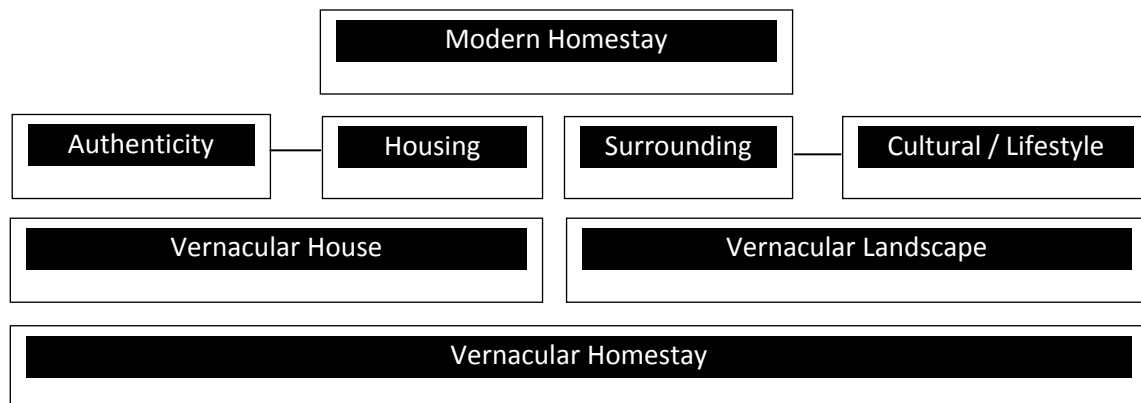 Modern Homestay
Authenticity
Housing
Surrounding
Cultural / Lifestyle
Vernacular House
Vernacular Landscape
Vernacular Homestay